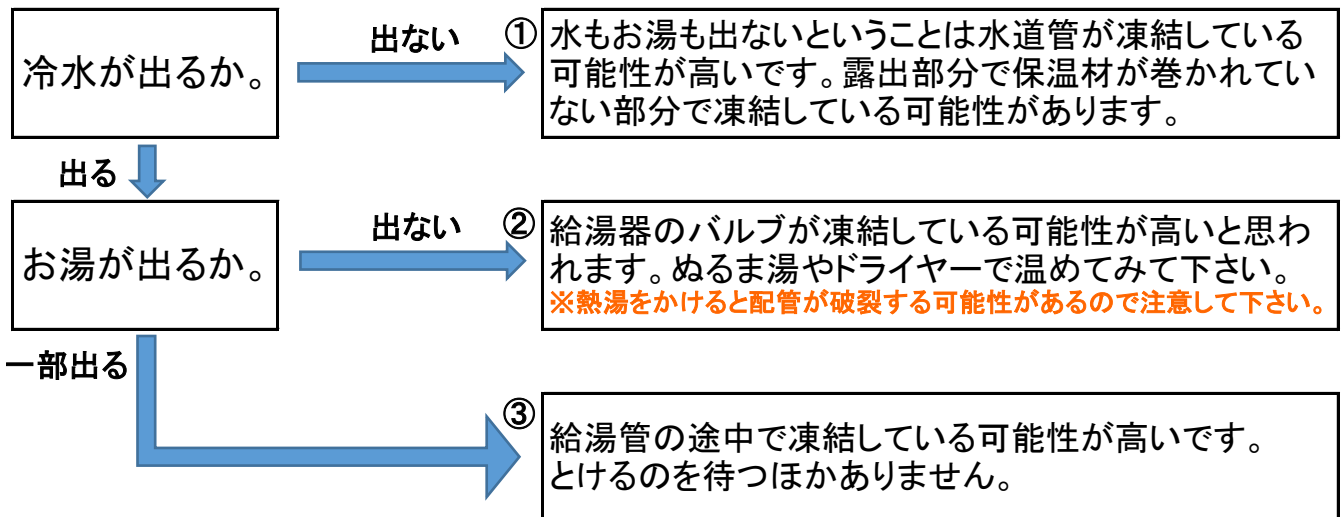 冷水が出るか。
出ない
①
水もお湯も出ないということは水道管が凍結している
可能性が高いです。露出部分で保温材が巻かれてい
ない部分で凍結している可能性があります。
出る
お湯が出るか。
出ない
②
給湯器のバルブが凍結している可能性が高いと思わ
れます。ぬるま湯やドライヤーで温めてみて下さい。
※熱湯をかけると配管が破裂する可能性があるので注意して下さい。
一部出る
③
給湯管の途中で凍結している可能性が高いです。
とけるのを待つほかありません。